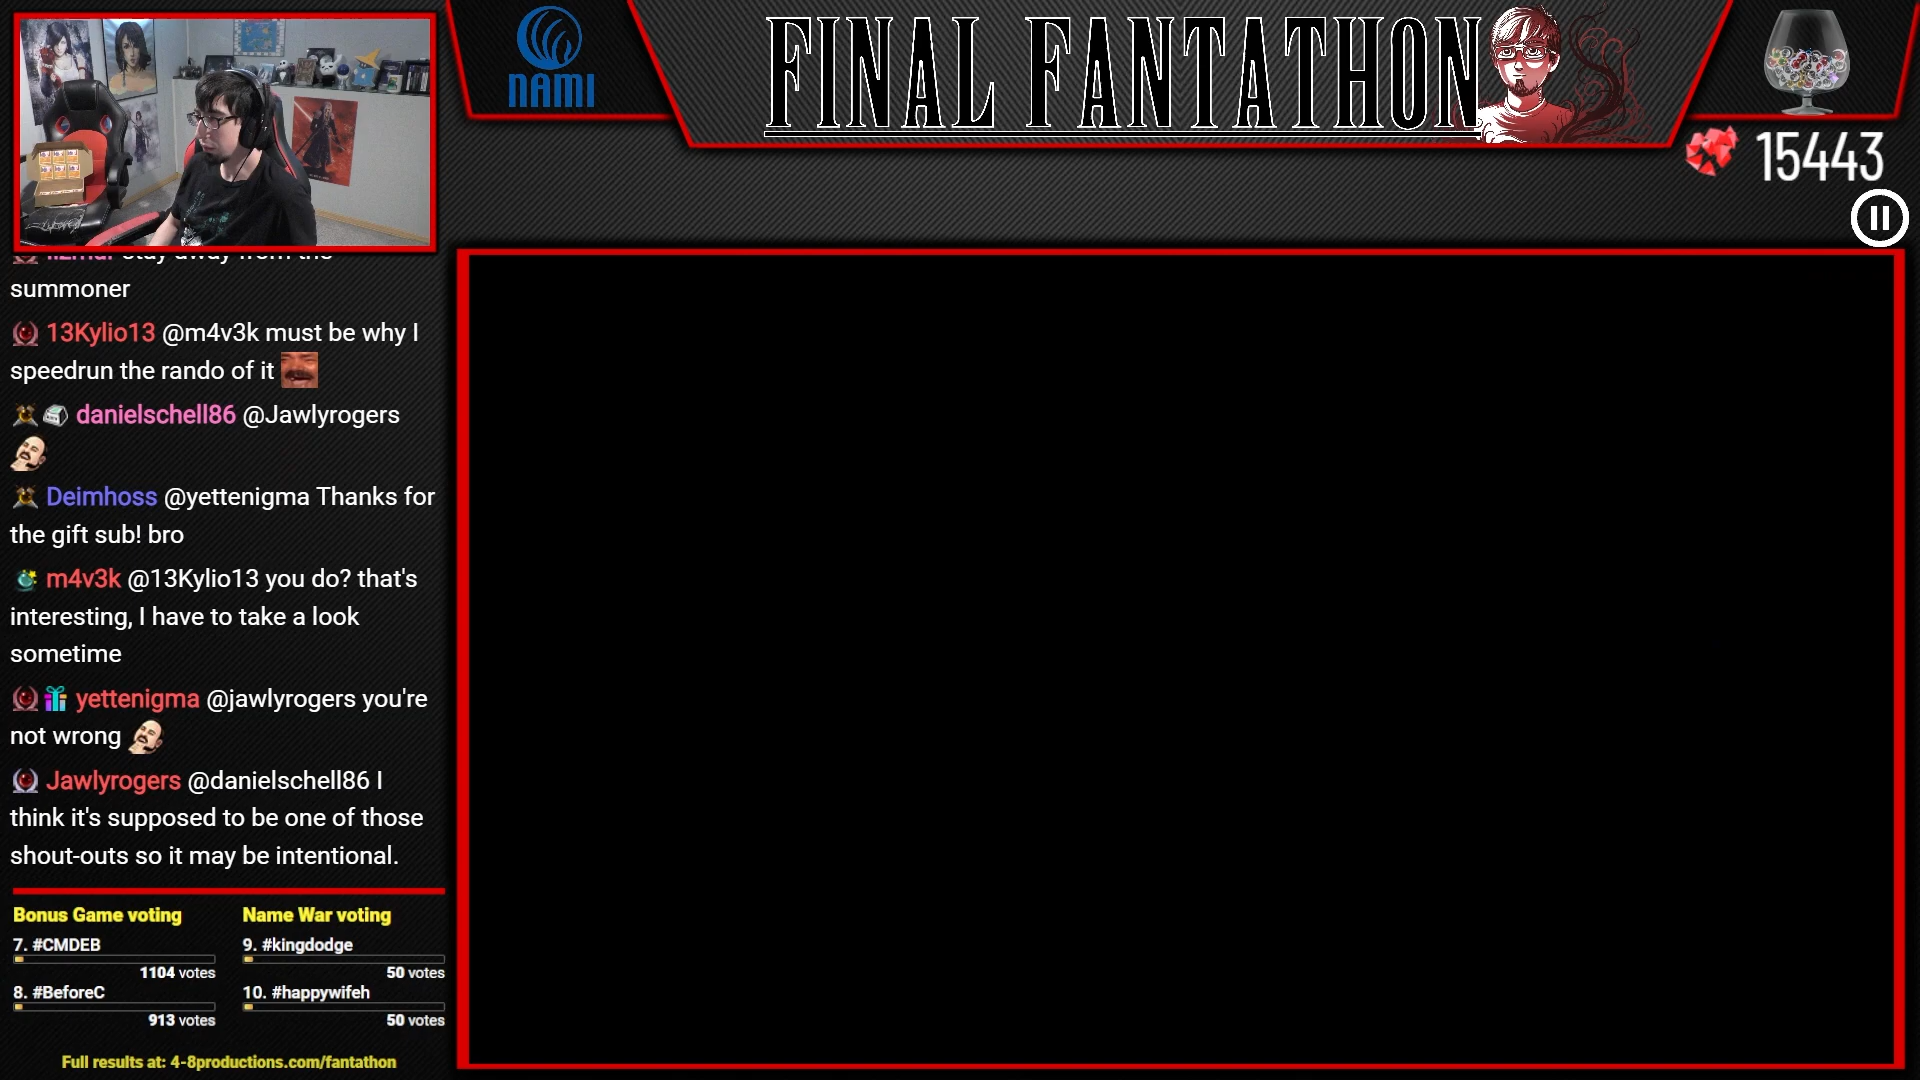 NAMI
FINAL FANTATHON
15443
stay away from the
summoner
13Kylio13 @m4v3k must be why I
speedrun the rando of it
danielschell86 @Jawlyrogers
Deimhoss @yettenigma Thanks for
the gift sub! bro
m4v3k @13Kylio13 you do? that's
interesting, I have to take a look
sometime
yettenigma @jawlyrogers you're
not wrong
Jawlyrogers @danielschell86 I
think it's supposed to be one of those
shout-outs so it may be intentional.
Bonus Game voting
7. #CMDEB
1104 votes
8. #BeforeC
913 votes
Name War voting
9. #kingdodge
50 votes
10. #happywifeh
50 votes
Full results at: 4-8productions.com/fantathon